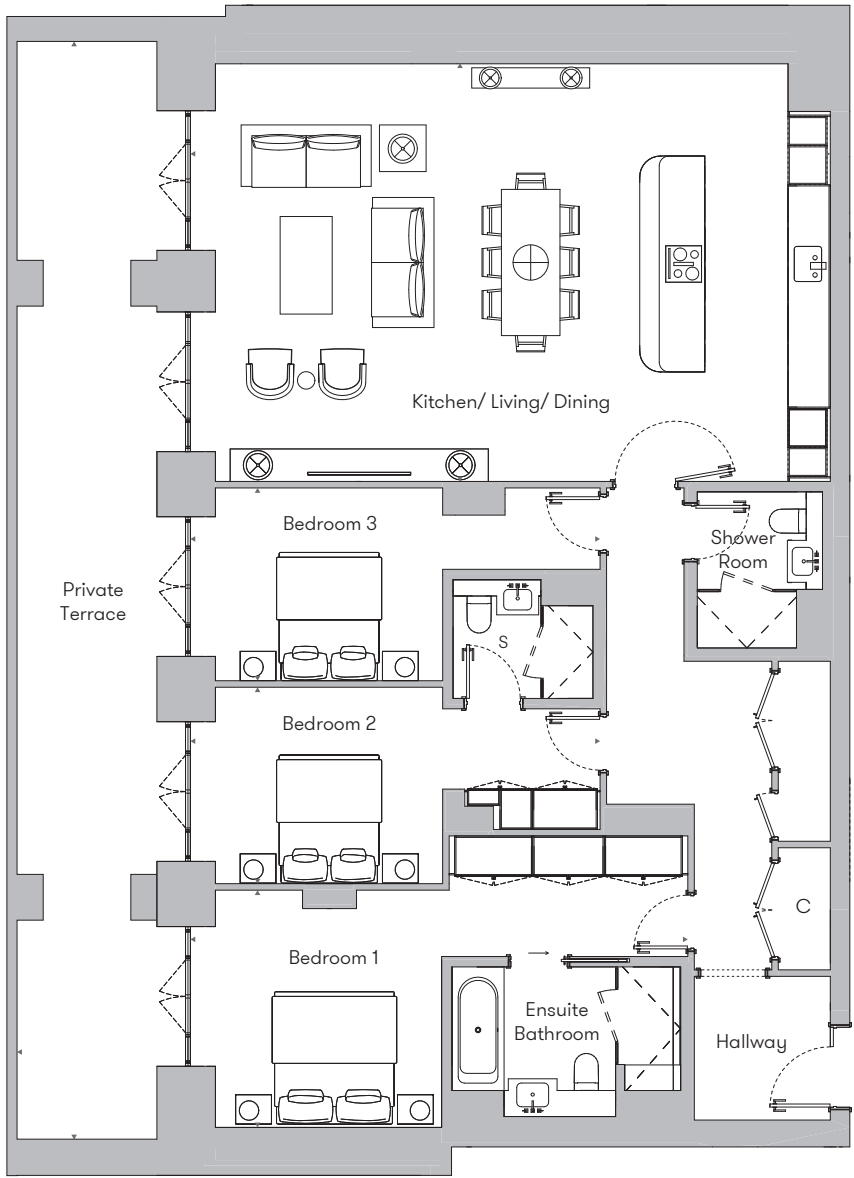 Kitchen/ Living/ Dining
Bedroom 3
Shower
Room
Private
Terrace
S
Bedroom 2
C
Bedroom 1
Ensuite
Bathroom
Hallway